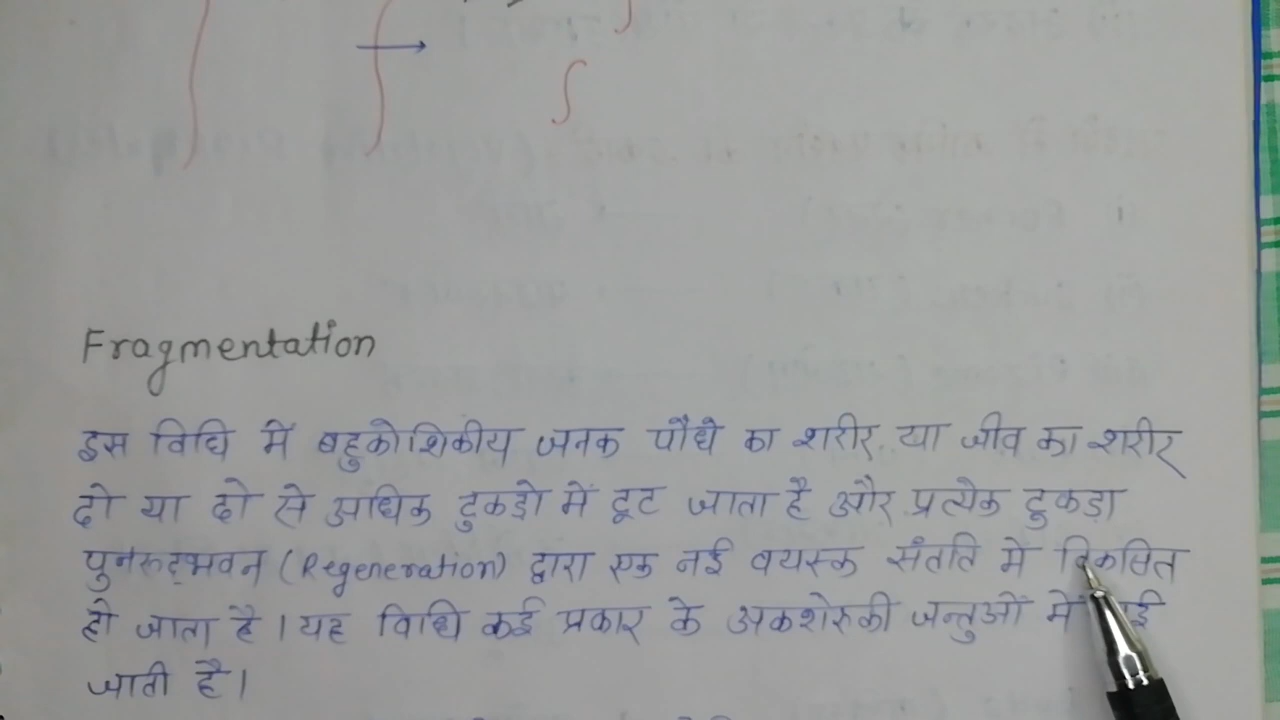 Fragmentation
इस विधि में बहुकोशिकीय जनक पौधे का शरीर या जीव का शरीर
दो या दो से अधिक टुकडो में टूट जाता है और प्रत्येक टुकड़ा
पुनरुद्भवन (Regeneration) द्वारा एक नई वयस्क संतति मे विकसित
हो जाता है । यह विधि कई प्रकार के अकशेरुकी जन्तुओं मे
जाती है।